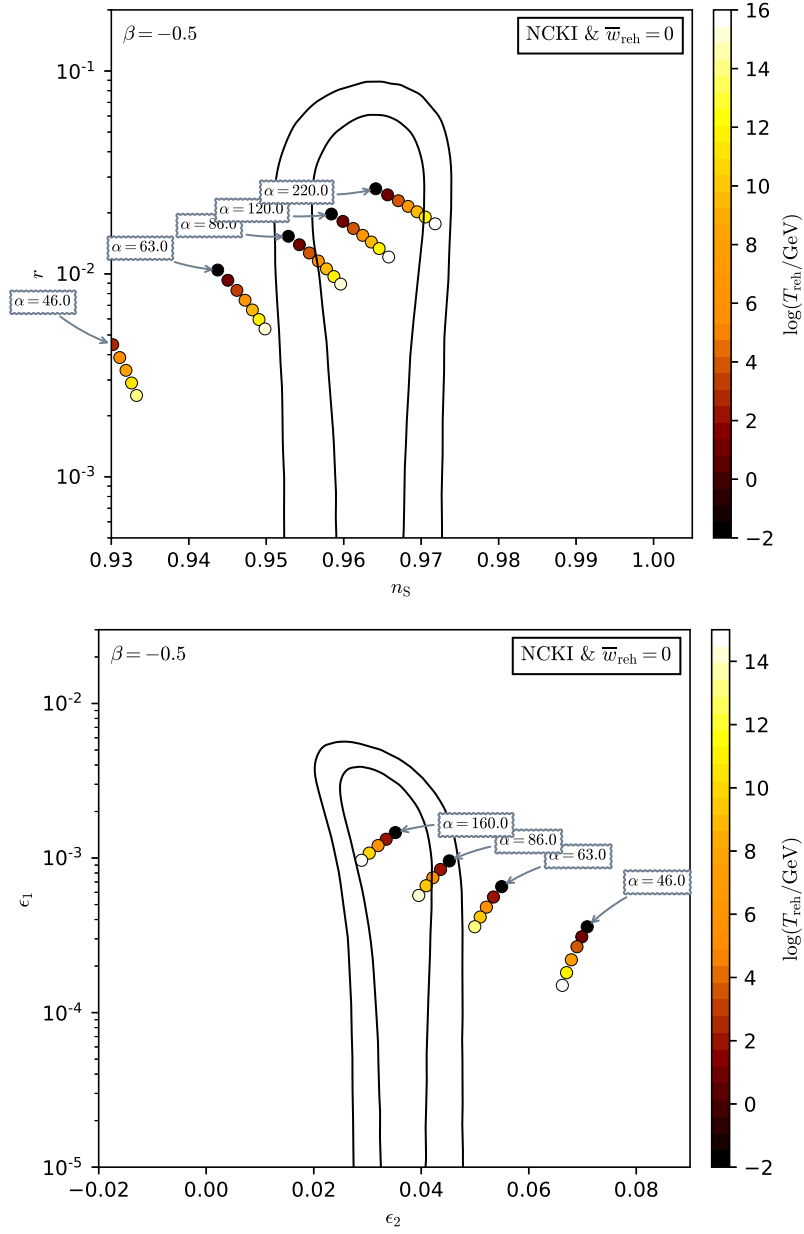 β = −0.5
NCKI & w̅reh = 0
α = 220.0
α = 120.0
α = 86.0
α = 63.0
α = 46.0
10⁻¹
10⁻²
10⁻³
r
0.93 0.94 0.95 0.96 0.97 0.98 0.99 1.00
nS
16
14
12
10
8
6
4
2
0
−2
log(Treh/GeV)
β = −0.5
NCKI & w̅reh = 0
α = 160.0
α = 86.0
α = 63.0
α = 46.0
10⁻²
10⁻³
10⁻⁴
10⁻⁵
ϵ1
−0.02 0.00 0.02 0.04 0.06 0.08
ϵ2
14
12
10
8
6
4
2
0
−2
log(Treh/GeV)